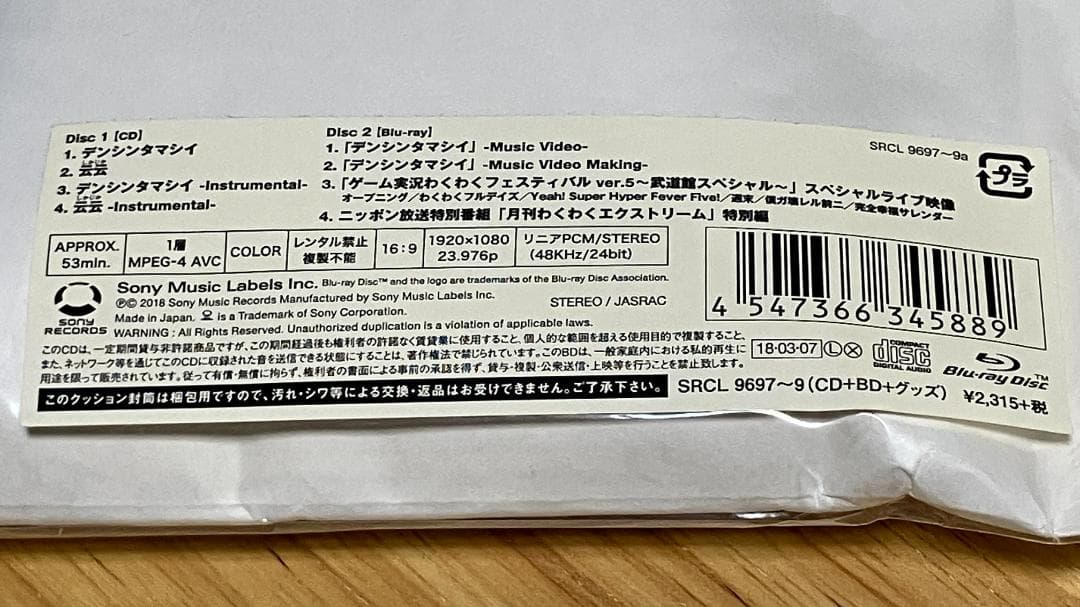 Disc 1 [CD]
1. デンシンタマシイ
2. 云云
3. デンシンタマシイ -Instrumental-
4. 云云 -Instrumental-
Disc 2 [Blu-ray]
1.「デンシンタマシイ」-Music Video-
2.「デンシンタマシイ」-Music Video Making-
3.「ゲーム実況わくわくフェスティバル ver.5～武道館スペシャル～」スペシャルライブ映像
オープニング/わくわくフルデイズ/Yeah! Super Hyper Fever Five!/週末/僕ガ壊レル前ニ/完全幸福サレンダー
4. ニッポン放送特別番組「月刊わくわくエクストリーム」特別編
SRCL 9697～9a
プラ
APPROX. 53min.
1層 MPEG-4 AVC
COLOR
レンタル禁止 複製不能
16:9
1920×1080 23.976p
リニアPCM/STEREO (48KHz/24bit)
SONY RECORDS
Sony Music Labels Inc. Blu-ray Disc™ and the logo are trademarks of the Blu-ray Disc Association.
℗© 2018 Sony Music Records Manufactured by Sony Music Labels Inc.
Made in Japan. is a Trademark of Sony Corporation.
STEREO / JASRAC
WARNING : All Rights Reserved. Unauthorized duplication is a violation of applicable laws.
このCDは、一定期間貸与非許諾商品ですが、この期間経過後も権利者の許諾なく賃貸業に使用すること、個人的な範囲を超える使用目的で複製すること、
また、ネットワーク等を通じてこのCDに収録された音を送信できる状態にすることは、著作権法で禁じられています。このBDは、一般家庭内における私的再生に
用途を限って販売されています。従って有償・無償に拘らず、権利者の書面による事前の承認を得ず、貸与・複製・公衆送信・上映等を行うことを禁止致します。
このクッション封筒は梱包用ですので、汚れ・シワ等による交換・返品はお受けできません。ご了承下さい。
4 547366 345889
18・03・07 L X
COMPACT disc DIGITAL AUDIO
Blu-ray Disc™
SRCL 9697～9 (CD+BD+グッズ) ¥2,315+税